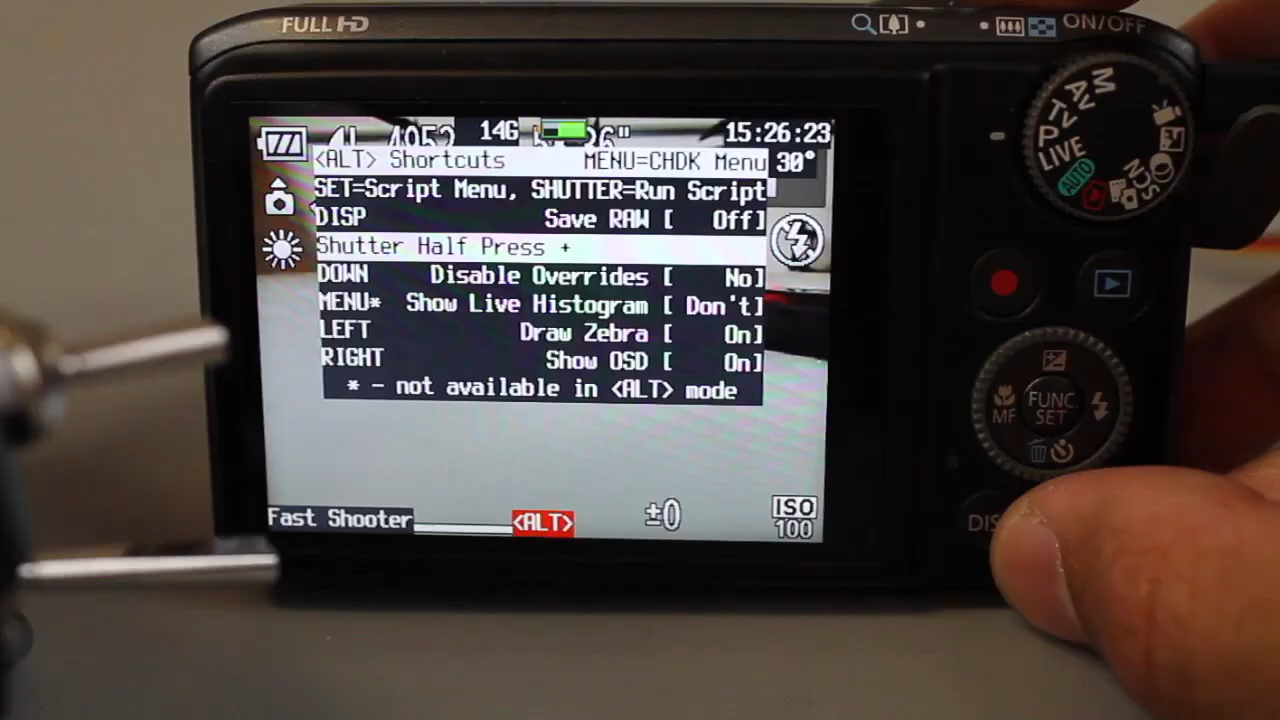 FULL HD
ON/OFF
14G
15:26:23
<ALT> Shortcuts MENU=CHDK Menu
30°
SET=Script Menu, SHUTTER=Run Script
DISP Save RAW [ Off]
Shutter Half Press +
DOWN Disable Overrides [ No]
MENU* Show Live Histogram [ Don't]
LEFT Draw Zebra [ On]
RIGHT Show OSD [ On]
* - not available in <ALT> mode
Fast Shooter
<ALT>
±0
ISO
100
M
Av
Tv
P
LIVE
AUTO
SCN
MF
FUNC.
SET